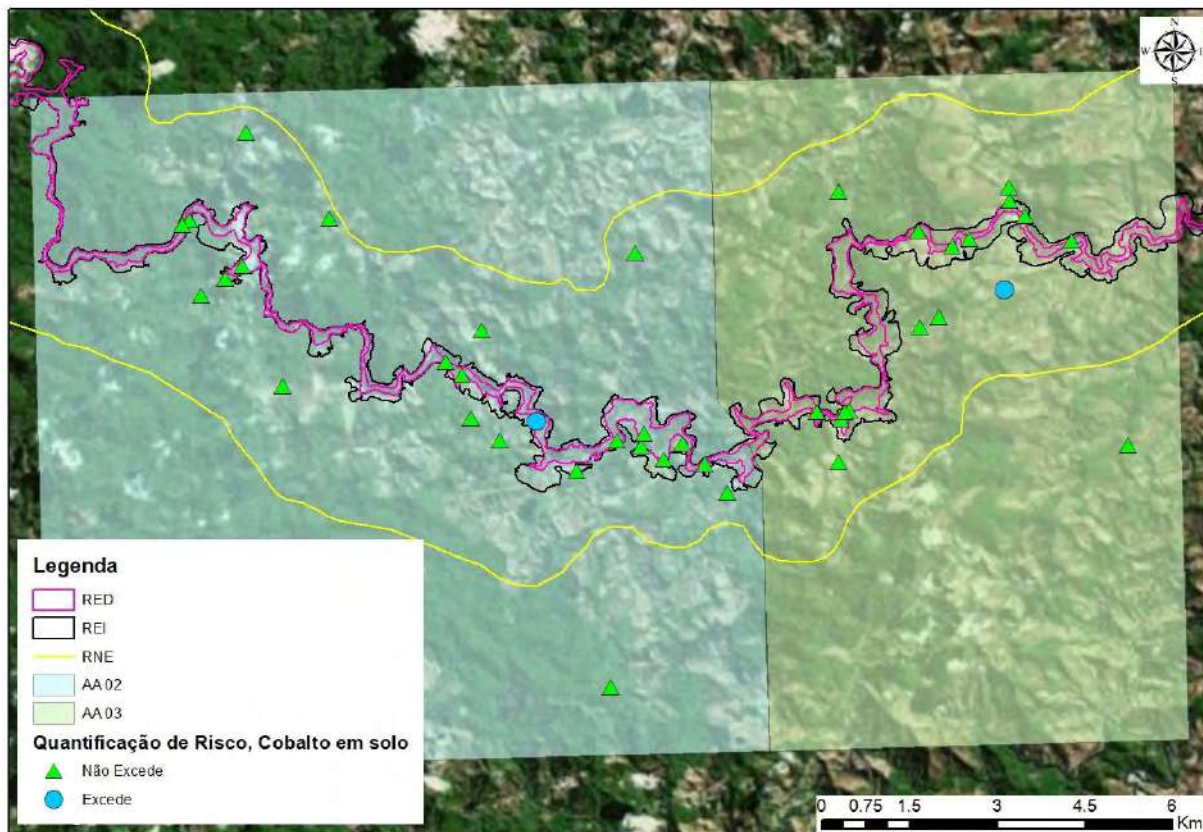 N
W
S
Legenda
RED
REI
RNE
AA 02
AA 03
Quantificação de Risco, Cobalto em solo
Não Excede
Excede
0 0.75 1.5 3 4.5 6
Km